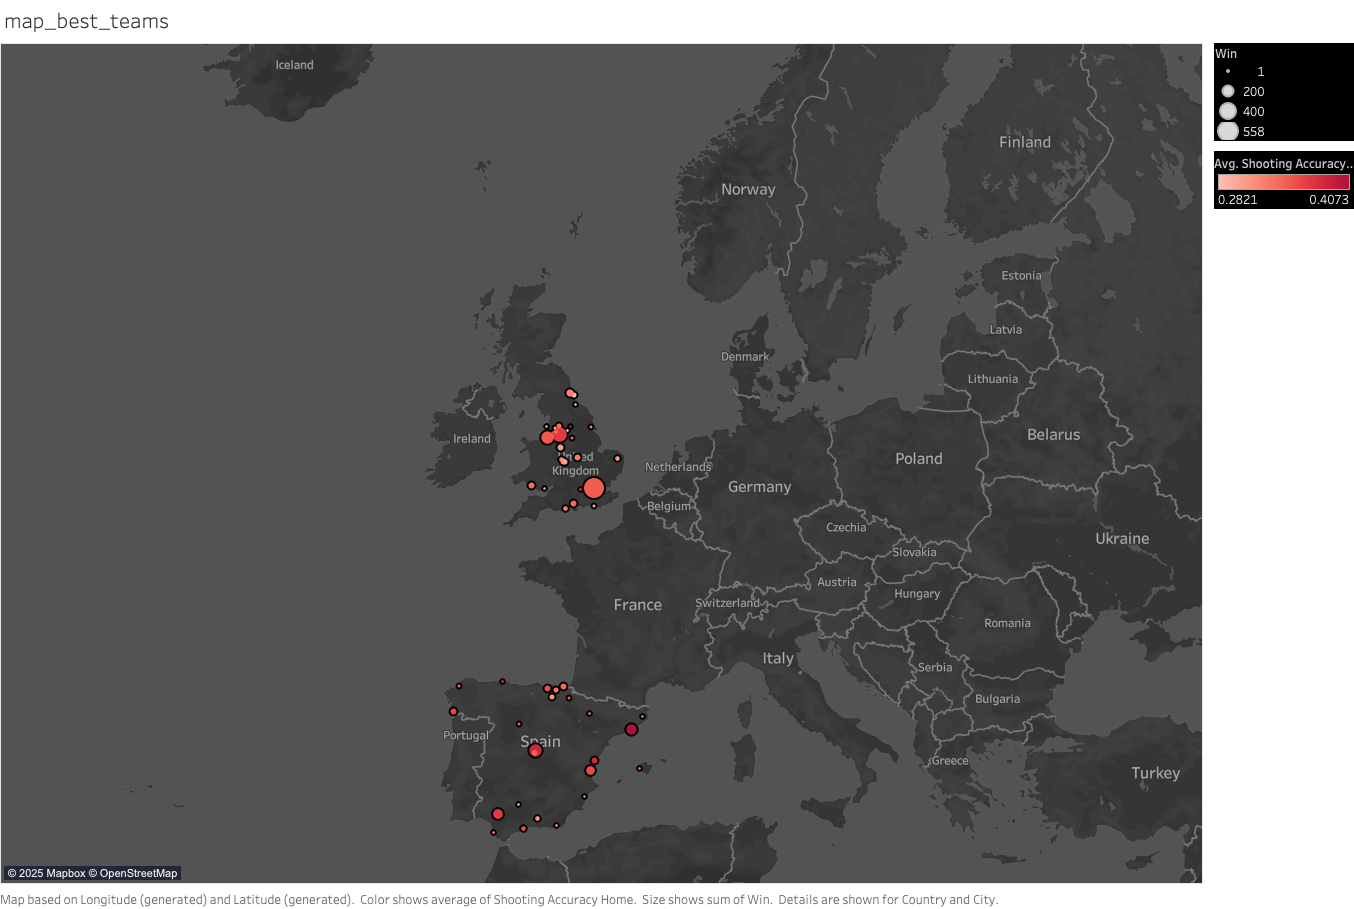 map_best_teams
Iceland
Finland
Norway
Estonia
Latvia
Denmark
Lithuania
Ireland
Belarus
United
Kingdom
Netherlands
Poland
Germany
Belgium
Czechia
Ukraine
Slovakia
Austria
Hungary
France
Switzerland
Romania
Italy
Serbia
Bulgaria
Portugal
Spain
Greece
Turkey
© 2025 Mapbox © OpenStreetMap
Win
1
200
400
558
Avg. Shooting Accuracy..
0.2821 0.4073
Map based on Longitude (generated) and Latitude (generated). Color shows average of Shooting Accuracy Home. Size shows sum of Win. Details are shown for Country and City.